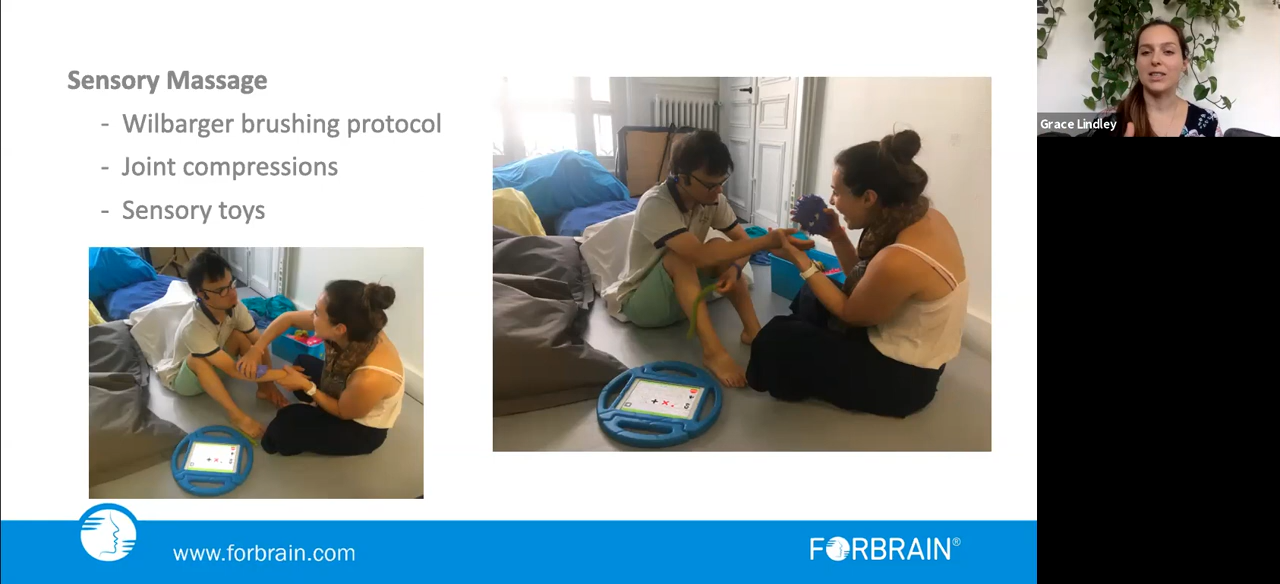 Sensory Massage
- Wilbarger brushing protocol
- Joint compressions
- Sensory toys
Grace Lindley
www.forbrain.com
FORBRAIN®